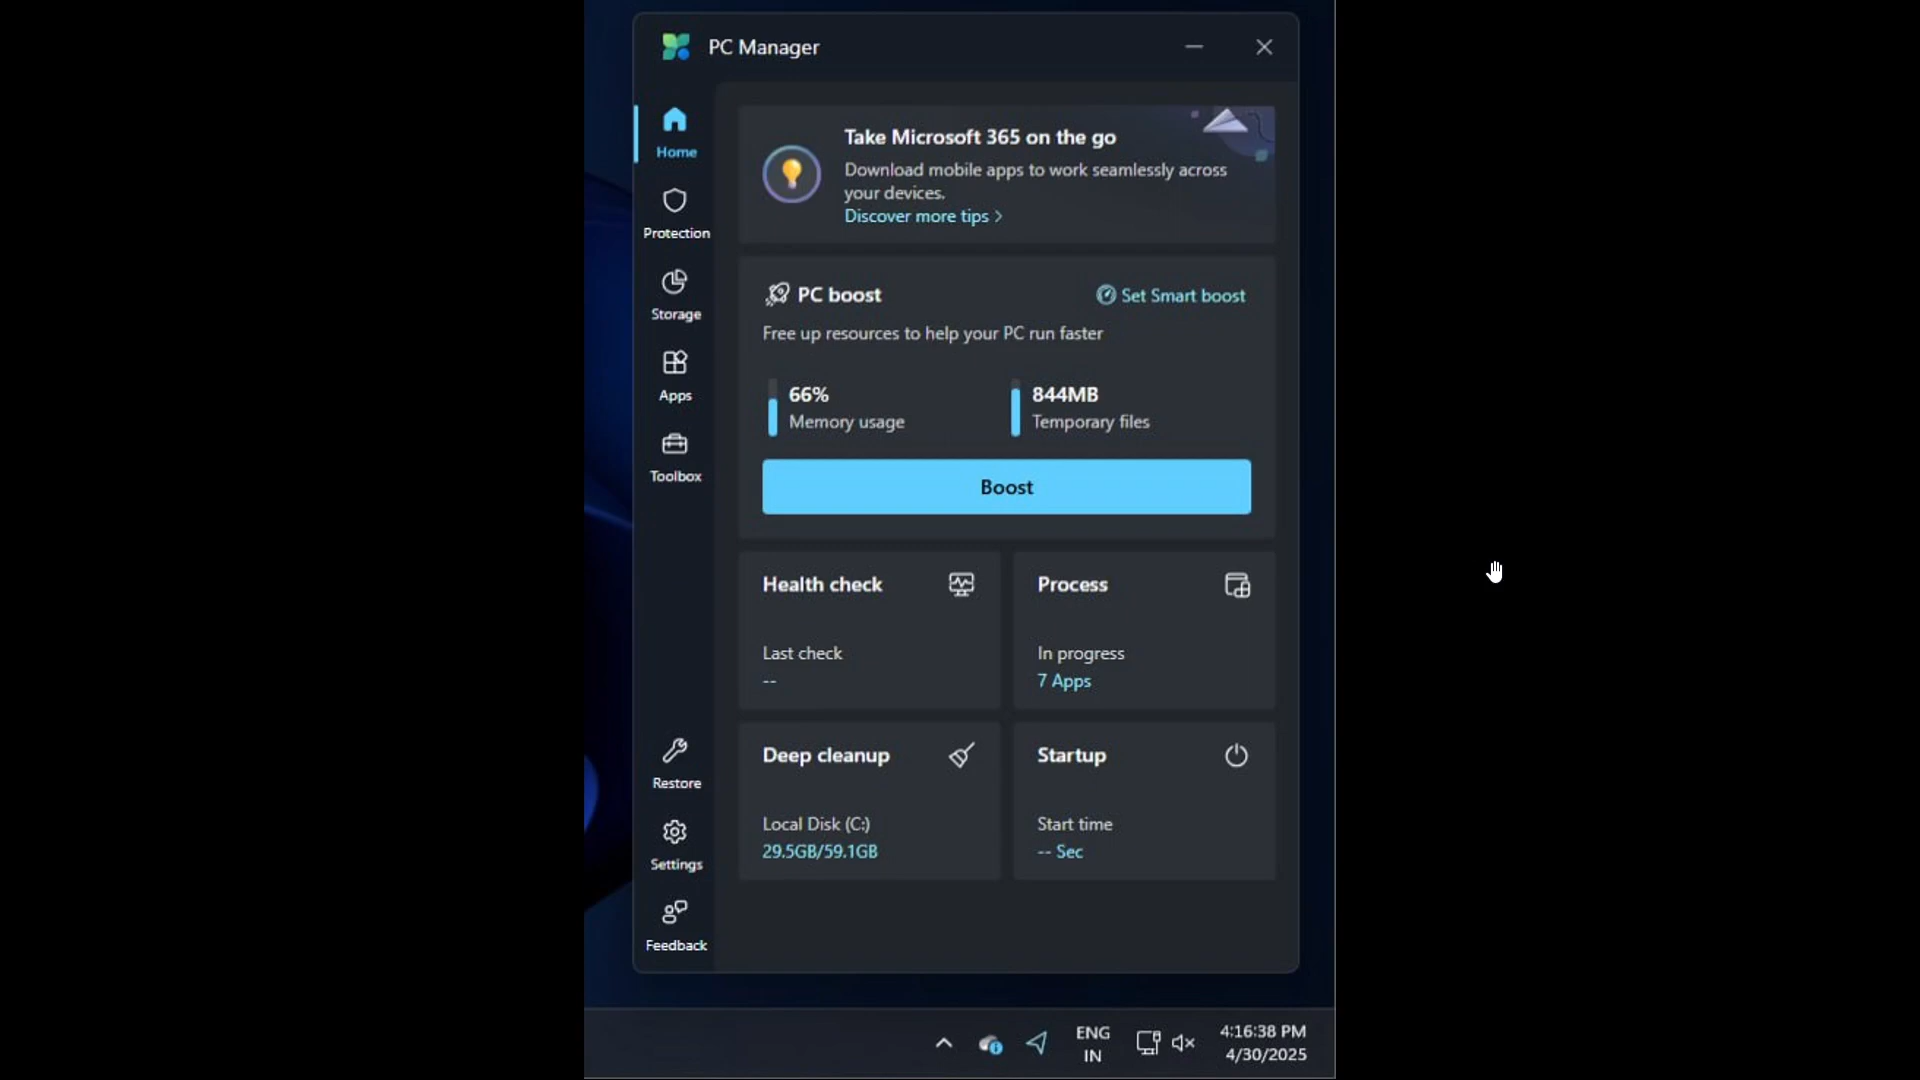 PC Manager
Home
Protection
Storage
Apps
Toolbox
Restore
Settings
Feedback
Take Microsoft 365 on the go
Download mobile apps to work seamlessly across
your devices.
Discover more tips >
PC boost
Set Smart boost
Free up resources to help your PC run faster
66%
Memory usage
844MB
Temporary files
Boost
Health check
Last check
--
Process
In progress
7 Apps
Deep cleanup
Local Disk (C:)
29.5GB/59.1GB
Startup
Start time
-- Sec
ENG
IN
4:16:38 PM
4/30/2025